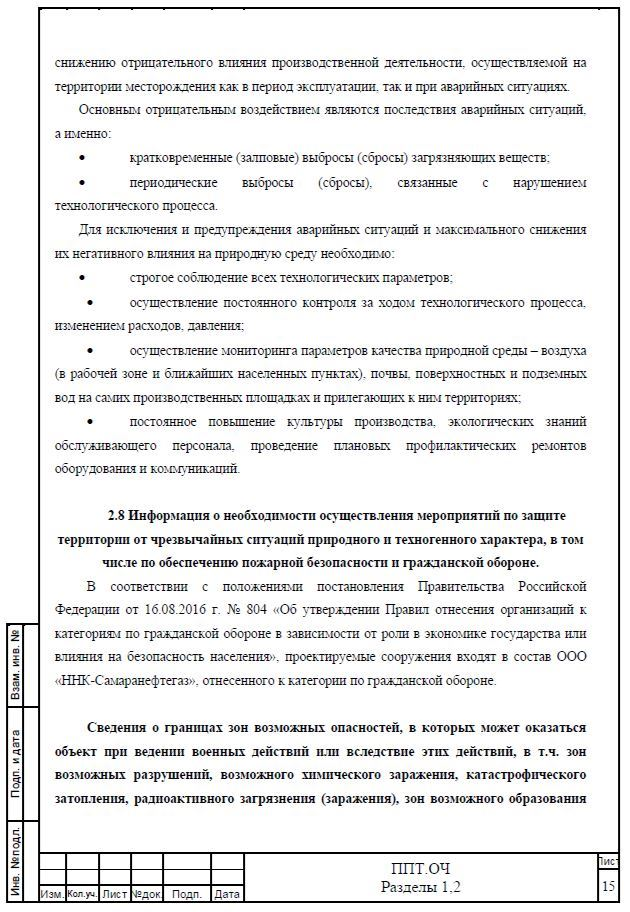 снижению отрицательного влияния производственной деятельности, осуществляемой на
территории месторождения как в период эксплуатации, так и при аварийных ситуациях.
Основным отрицательным воздействием являются последствия аварийных ситуаций,
а именно:
• кратковременные (залповые) выбросы (сбросы) загрязняющих веществ;
• периодические выбросы (сбросы), связанные с нарушением
технологического процесса.
Для исключения и предупреждения аварийных ситуаций и максимального снижения
их негативного влияния на природную среду необходимо:
• строгое соблюдение всех технологических параметров;
• осуществление постоянного контроля за ходом технологического процесса,
изменением расходов, давления;
• осуществление мониторинга параметров качества природной среды – воздуха
(в рабочей зоне и ближайших населенных пунктах), почвы, поверхностных и подземных
вод на самих производственных площадках и прилегающих к ним территориях;
• постоянное повышение культуры производства, экологических знаний
обслуживающего персонала, проведение плановых профилактических ремонтов
оборудования и коммуникаций.
2.8 Информация о необходимости осуществления мероприятий по защите
территории от чрезвычайных ситуаций природного и техногенного характера, в том
числе по обеспечению пожарной безопасности и гражданской обороне.
В соответствии с положениями постановления Правительства Российской
Федерации от 16.08.2016 г. № 804 «Об утверждении Правил отнесения организаций к
категориям по гражданской обороне в зависимости от роли в экономике государства или
влияния на безопасность населения», проектируемые сооружения входят в состав ООО
«ННК-Самаранефтегаз», отнесенного к категории по гражданской обороне.
Сведения о границах зон возможных опасностей, в которых может оказаться
объект при ведении военных действий или вследствие этих действий, в т.ч. зон
возможных разрушений, возможного химического заражения, катастрофического
затопления, радиоактивного загрязнения (заражения), зон возможного образования
Взам. инв. №
Подп. и дата
Инв. №подл.
Изм. Кол.уч. Лист №док. Подп. Дата
ППТ.ОЧ
Разделы 1,2
Лист
15